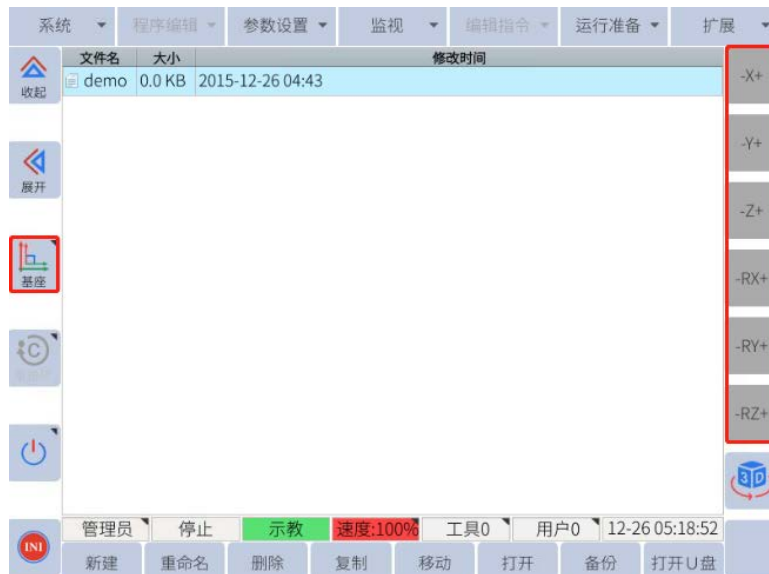 系统 程序编辑 参数设置 监视 编辑指令 运行准备 扩展
文件名 大小 修改时间
demo 0.0 KB 2015-12-26 04:43
收起
展开
基座
-X+
-Y+
-Z+
-RX+
-RY+
-RZ+
3D
管理员 停止 示教 速度:100% 工具0 用户0 12-26 05:18:52
INI
新建 重命名 删除 复制 移动 打开 备份 打开U盘